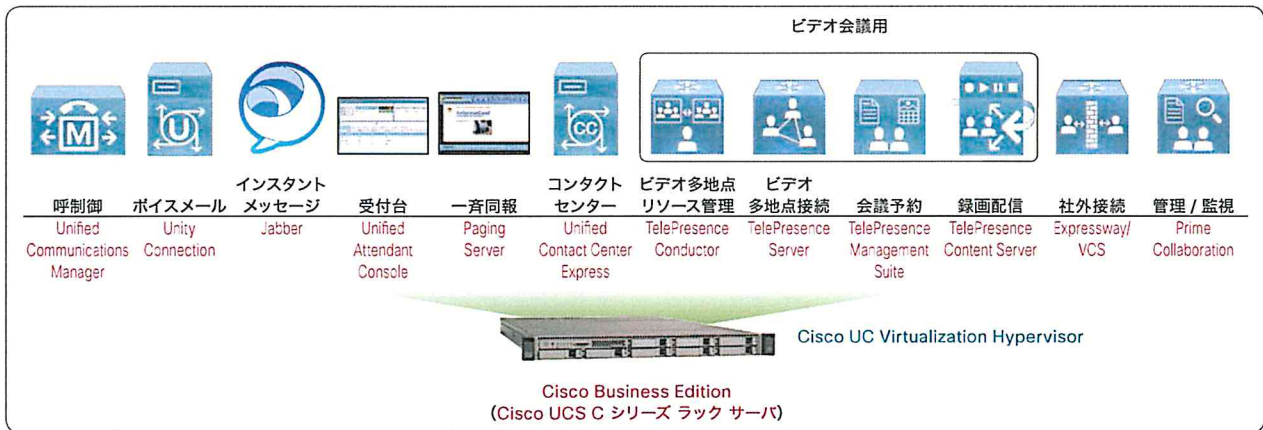 ビデオ会議用
M
U
CC
呼制御
Unified
Communications
Manager
ボイスメール
Unity
Connection
インスタント
メッセージ
Jabber
受付台
Unified
Attendant
Console
一斉同報
Paging
Server
コンタクト
センター
Unified
Contact Center
Express
ビデオ多地点
リソース管理
TelePresence
Conductor
ビデオ
多地点接続
TelePresence
Server
会議予約
TelePresence
Management
Suite
録画配信
TelePresence
Content Server
社外接続
Expressway/
VCS
管理 / 監視
Prime
Collaboration
Cisco UC Virtualization Hypervisor
Cisco Business Edition
(Cisco UCS C シリーズ ラック サーバ)